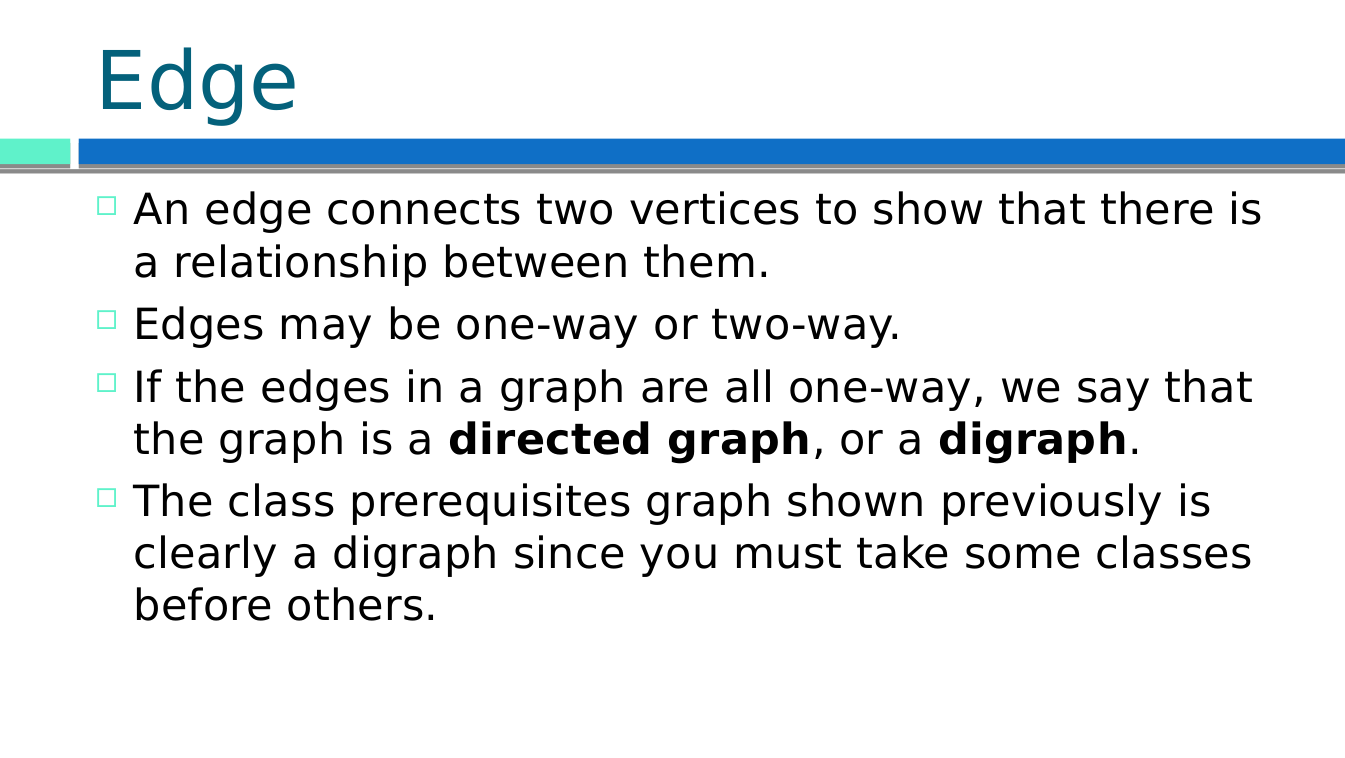 Edge
An edge connects two vertices to show that there is
a relationship between them.
Edges may be one-way or two-way.
If the edges in a graph are all one-way, we say that
the graph is a directed graph, or a digraph.
The class prerequisites graph shown previously is
clearly a digraph since you must take some classes
before others.